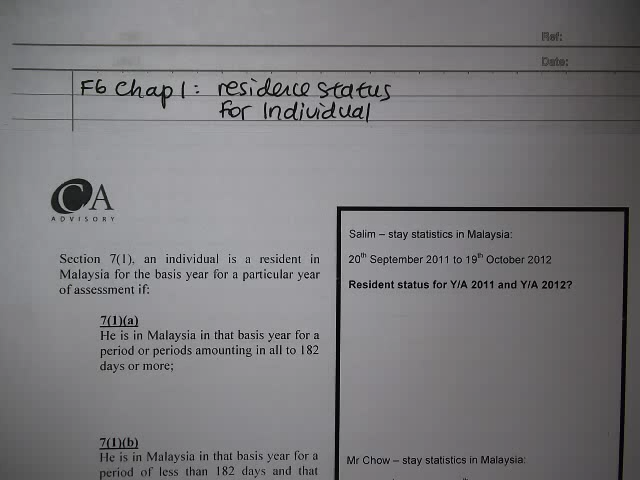 Ref:
Date:
F6 Chap 1: residence status
for Individual
CA
ADVISORY
Section 7(1), an individual is a resident in
Malaysia for the basis year for a particular year
of assessment if:
7(1)(a)
He is in Malaysia in that basis year for a
period or periods amounting in all to 182
days or more;
7(1)(b)
He is in Malaysia in that basis year for a
period of less than 182 days and that
Salim – stay statistics in Malaysia:
20th September 2011 to 19th October 2012
Resident status for Y/A 2011 and Y/A 2012?
Mr Chow – stay statistics in Malaysia: